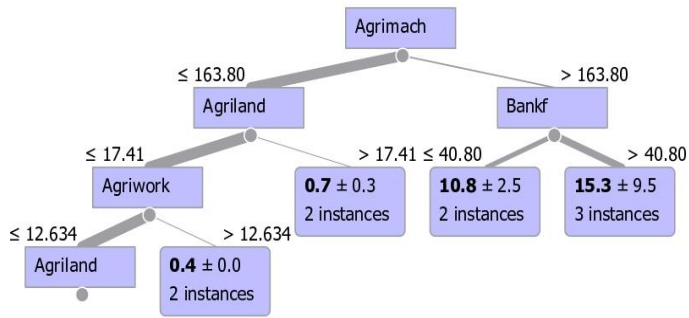 Agrimach
≤ 163.80
> 163.80
Agriland
Bankf
≤ 17.41
> 17.41
≤ 40.80
> 40.80
Agriwork
0.7 ± 0.3
2 instances
10.8 ± 2.5
2 instances
15.3 ± 9.5
3 instances
≤ 12.634
> 12.634
Agriland
0.4 ± 0.0
2 instances